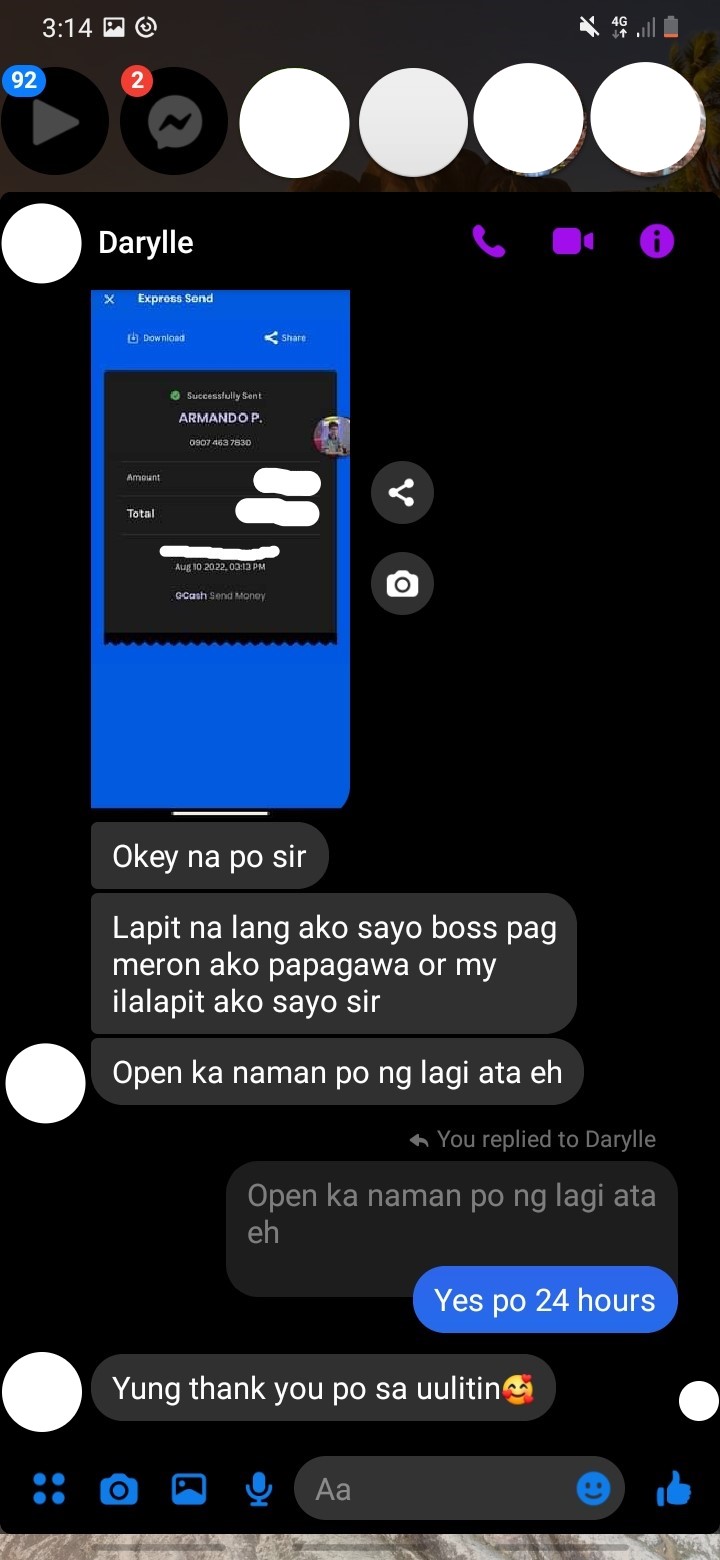 3:14
4G
92
2
Darylle
Express Send
Download
Share
Successfully Sent
ARMANDO P.
0907 463 7830
Amount
Total
Aug 10 2022, 03:13 PM
GCash Send Money
Okey na po sir
Lapit na lang ako sayo boss pag
meron ako papagawa or my
ilalapit ako sayo sir
Open ka naman po ng lagi ata eh
You replied to Darylle
Open ka naman po ng lagi ata
eh
Yes po 24 hours
Yung thank you po sa uulitin🥰
Aa